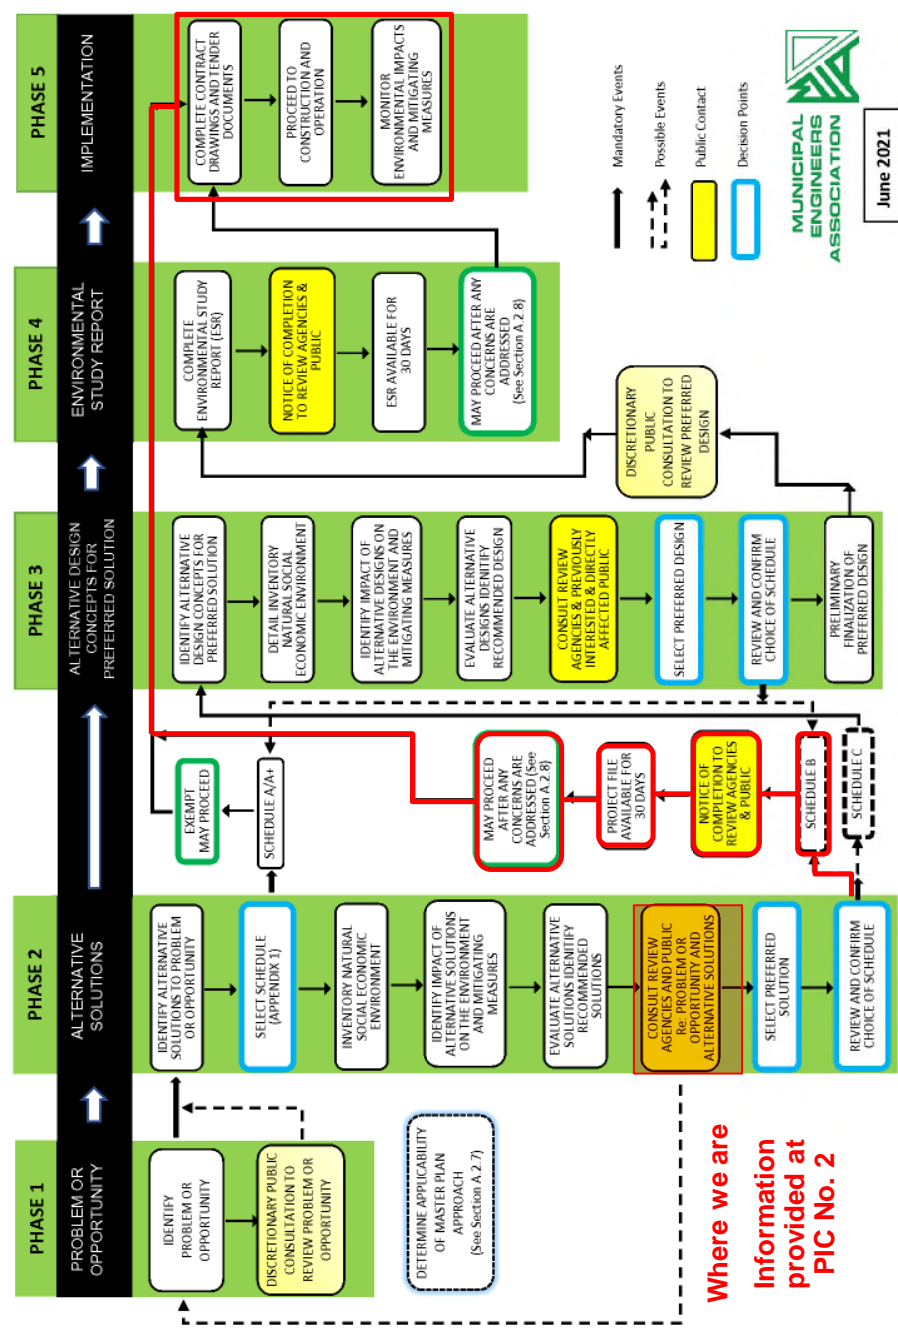 PHASE 1
PROBLEM OR
OPPORTUNITY
IDENTIFY
PROBLEM OR
OPPORTUNITY
DISCRETIONARY PUBLIC
CONSULTATION TO
REVIEW PROBLEM OR
OPPORTUNITY
DETERMINE APPLICABILITY
OF MASTER PLAN
APPROACH
(See Section A.2.7)
Where we are
Information
provided at
PIC No. 2
PHASE 2
ALTERNATIVE
SOLUTIONS
IDENTIFY ALTERNATIVE
SOLUTIONS TO PROBLEM
OR OPPORTUNITY
SELECT SCHEDULE
(APPENDIX 1)
INVENTORY NATURAL
SOCIAL ECONOMIC
ENVIRONMENT
IDENTIFY IMPACT OF
ALTERNATIVE SOLUTIONS
ON THE ENVIRONMENT
AND MITIGATING
MEASURES
EVALUATE ALTERNATIVE
SOLUTIONS IDENITIFY
RECOMMENDED
SOLUTIONS
CONSULT REVIEW
AGENCIES AND PUBLIC
Re: PROBLEM OR
OPPORTUNITY AND
ALTERNATIVE SOLUTIONS
SELECT PREFERRED
SOLUTION
REVIEW AND CONFIRM
CHOICE OF SCHEDULE
EXEMPT
MAY PROCEED
SCHEDULE A/A+
MAY PROCEED
AFTER ANY
CONCERNS ARE
ADDRESSED (See
Section A.2.8)
PROJECT FILE
AVAILABLE FOR
30 DAYS
NOTICE OF
COMPLETION TO
REVIEW AGENCIES
& PUBLIC
SCHEDULE B
SCHEDULE C
PHASE 3
ALTERNATIVE DESIGN
CONCEPTS FOR
PREFERRED SOLUTION
IDENTIFY ALTERNATIVE
DESIGN CONCEPTS FOR
PREFERRED SOLUTION
DETAIL INVENTORY
NATURAL SOCIAL
ECONOMIC ENVIRONMENT
IDENTIFY IMPACT OF
ALTERNATIVE DESIGNS ON
THE ENVIRONMENT AND
MITIGATING MEASURES
EVALUATE ALTERNATIVE
DESIGNS IDENITIFY
RECOMMENDED DESIGN
CONSULT REVIEW
AGENCIES & PREVIOUSLY
INTERESTED & DIRECTLY
AFFECTED PUBLIC
SELECT PREFERRED DESIGN
REVIEW AND CONFIRM
CHOICE OF SCHEDULE
PRELIMINARY
FINALIZATION OF
PREFERRED DESIGN
DISCRETIONARY
PUBLIC
CONSULTATION TO
REVIEW PREFERRED
DESIGN
PHASE 4
ENVIRONMENTAL
STUDY REPORT
COMPLETE
ENVIRONMENTAL STUDY
REPORT (ESR)
NOTICE OF COMPLETION
TO REVIEW AGENCIES &
PUBLIC
ESR AVAILABLE FOR
30 DAYS
MAY PROCEED AFTER ANY
CONCERNS ARE
ADDRESSED
(See Section A.2.8)
PHASE 5
IMPLEMENTATION
COMPLETE CONTRACT
DRAWINGS AND TENDER
DOCUMENTS
PROCEED TO
CONSTRUCTION AND
OPERATION
MONITOR
ENVIRONMENTAL IMPACTS
AND MITIGATING
MEASURES
Mandatory Events
Possible Events
Public Contact
Decision Points
MUNICIPAL
ENGINEERS
ASSOCIATION
June 2021